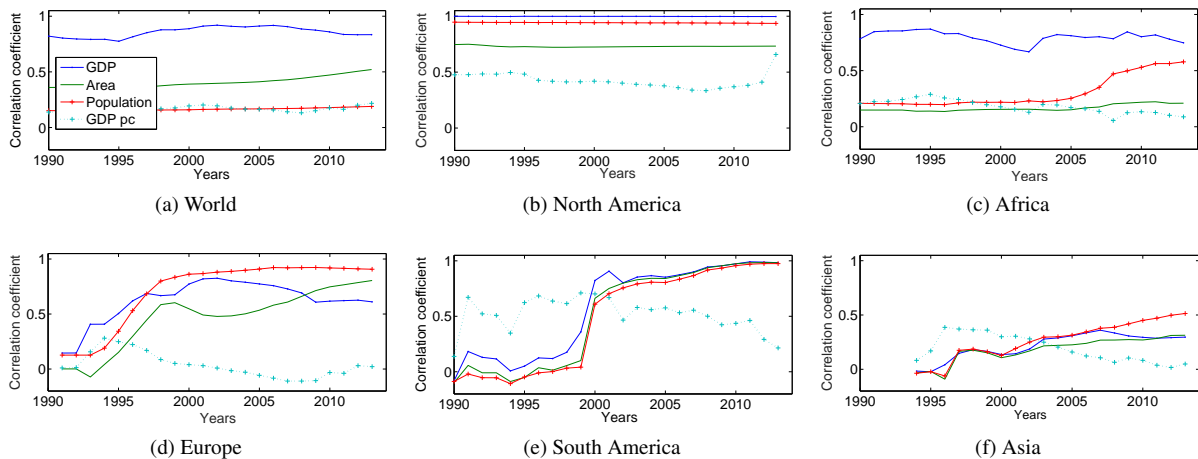 Correlation coefficient
1
0.5
0
GDP
Area
Population
GDP pc
1990 1995 2000 2005 2010
Years
(a) World
Correlation coefficient
1
0.5
0
1990 1995 2000 2005 2010
Years
(b) North America
Correlation coefficient
1
0.5
0
1990 1995 2000 2005 2010
Years
(c) Africa
Correlation coefficient
1
0.5
0
1990 1995 2000 2005 2010
Years
(d) Europe
Correlation coefficient
1
0.5
0
1990 1995 2000 2005 2010
Years
(e) South America
Correlation coefficient
1
0.5
0
1990 1995 2000 2005 2010
Years
(f) Asia